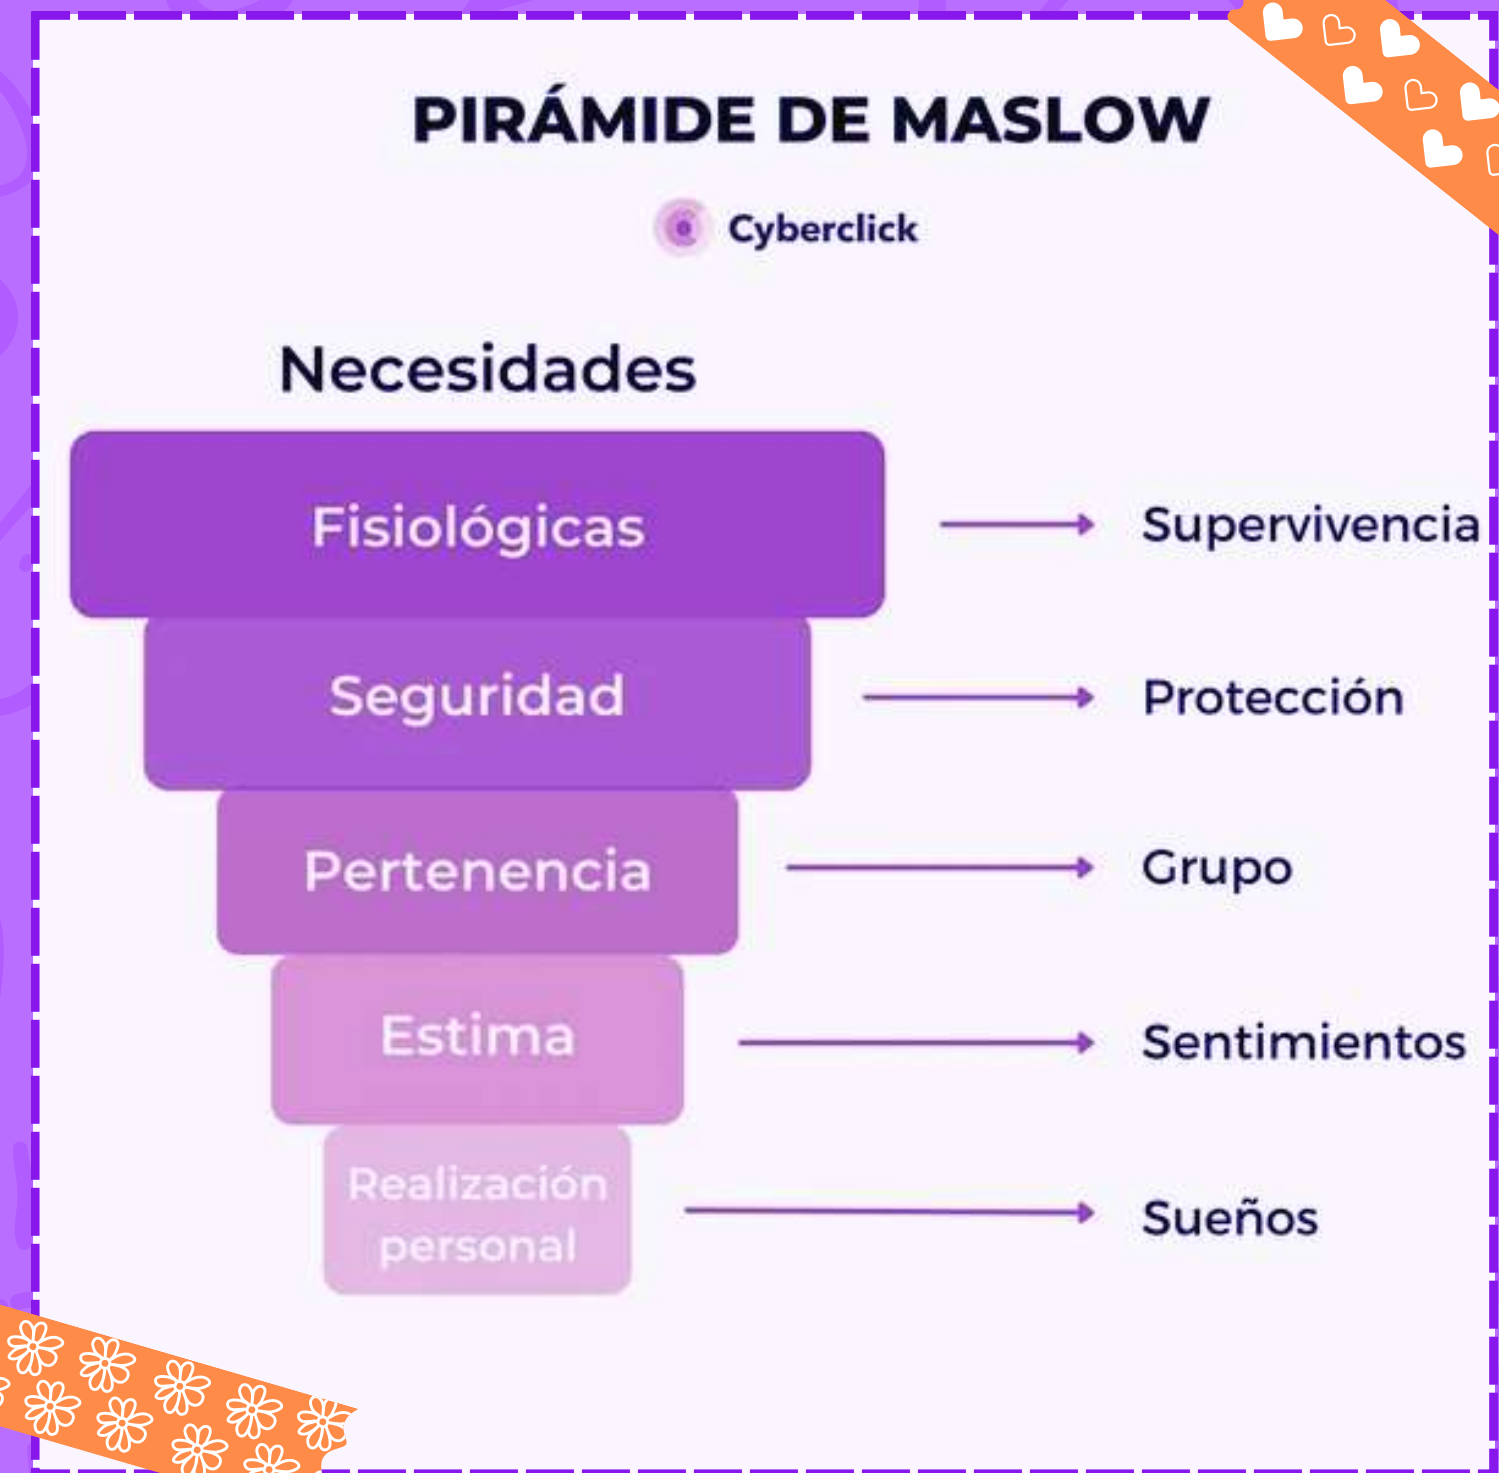 PIRÁMIDE DE MASLOW
Cyberclick
Necesidades
Fisiológicas
Supervivencia
Seguridad
Protección
Pertenencia
Grupo
Estima
Sentimientos
Realización
personal
Sueños